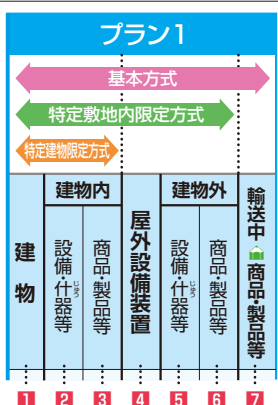 プラン1
基本方式
特定敷地内限定方式
特定建物限定方式
建物
建物内
設備・什器等
じゅう
商品・製品等
屋外設備装置
建物外
設備・什器等
じゅう
商品・製品等
輸送中
商品・製品等
1 2 3 4 5 6 7